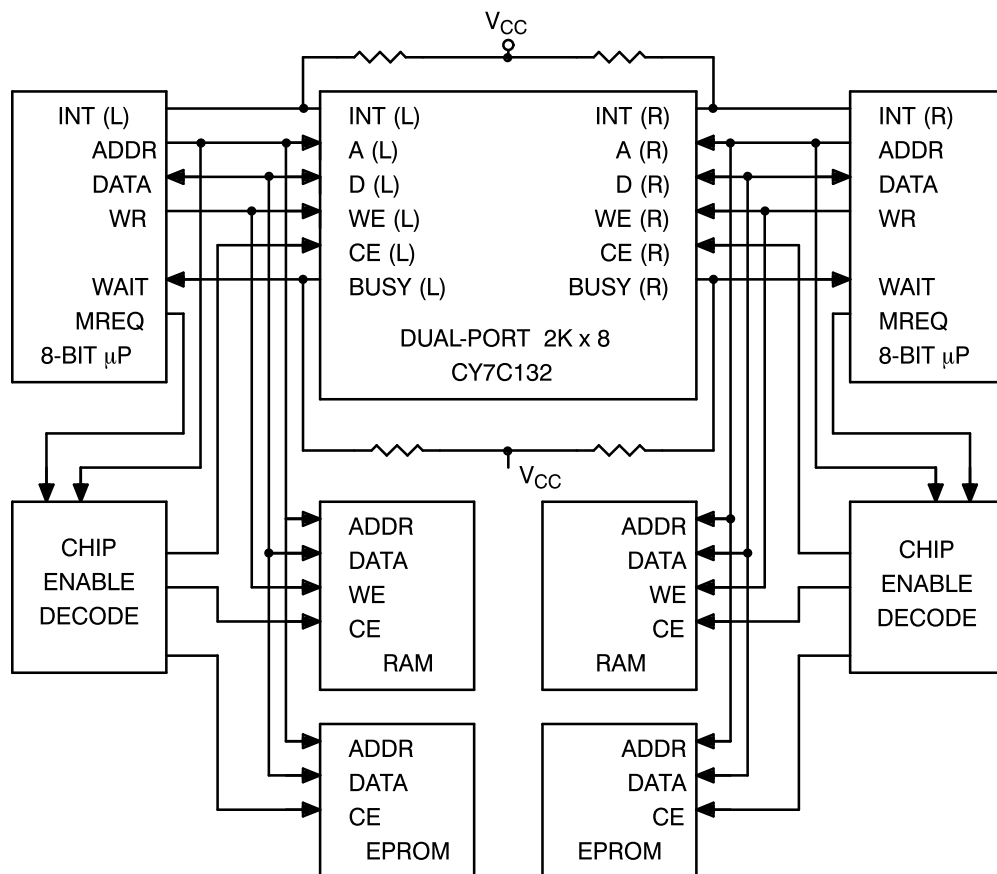 VCC
INT (L)
ADDR
DATA
WR
WAIT
MREQ
8-BIT μP
INT (L)
A (L)
D (L)
WE (L)
CE (L)
BUSY (L)
INT (R)
A (R)
D (R)
WE (R)
CE (R)
BUSY (R)
DUAL-PORT 2K x 8
CY7C132
INT (R)
ADDR
DATA
WR
WAIT
MREQ
8-BIT μP
VCC
CHIP
ENABLE
DECODE
ADDR
DATA
WE
CE
RAM
ADDR
DATA
WE
CE
RAM
CHIP
ENABLE
DECODE
ADDR
DATA
CE
EPROM
ADDR
DATA
CE
EPROM